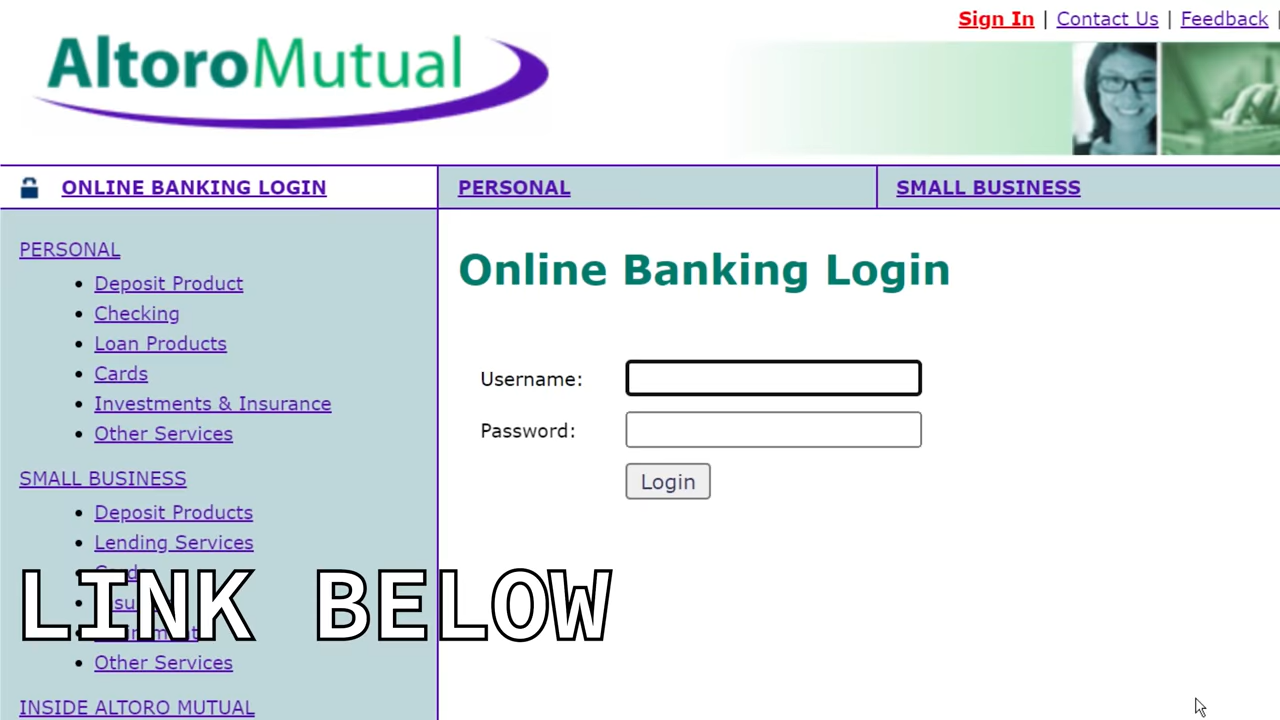 Sign In | Contact Us | Feedback |
AltoroMutual
ONLINE BANKING LOGIN
PERSONAL
SMALL BUSINESS
PERSONAL
• Deposit Product
• Checking
• Loan Products
• Cards
• Investments & Insurance
• Other Services
SMALL BUSINESS
• Deposit Products
• Lending Services
• Other Services
INSIDE ALTORO MUTUAL
Online Banking Login
Username:
Password:
Login
LINK BELOW